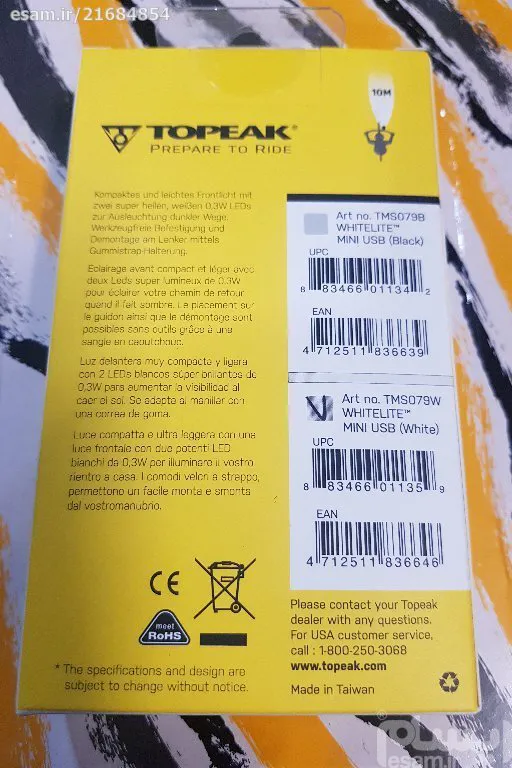 esam.ir/21684854
10M
TOPEAK®
PREPARE TO RIDE
Kompaktes und leichtes Frontlicht mit
zwei super hellen, weißen 0,3W LEDs
zur Ausleuchtung dunkler Wege.
Werkzeugfreie Befestigung und
Demontage am Lenker mittels
Gummistrap-Halterung.
Eclairage avant compact et léger avec
deux Leds super lumineux de 0,3W
pour éclairer votre chemin de retour
quand il fait sombre. Le placement sur
le guidon ainsi que le démontage sont
possibles sans outils grâce à une
sangle en caoutchouc.
Luz delantera muy compacta y ligera
con 2 LEDs blancos súper brillantes de
0,3W para aumentar la visibilidad al
caer el sol. Se adapta al manillar con
una correa de goma.
Luce compatta e ultra leggera con una
luce frontale con due potenti LED
bianchi da 0,3W per illuminare il vostro
rientro a casa. I comodi velcri a strappo,
permettono un facile monta e smonta
dal vostromanubrio.
Art no. TMS079B
WHITELITE™
MINI USB (Black)
UPC
8 83466 01134 2
EAN
4 712511 836639
Art no. TMS079W
WHITELITE™
MINI USB (White)
UPC
8 83466 01135 9
EAN
4 712511 836646
CE
meet
RoHS
* The specifications and design are
subject to change without notice.
Please contact your Topeak
dealer with any questions.
For USA customer service,
call : 1-800-250-3068
www.topeak.com
Made in Taiwan
ایسام
esam.ir